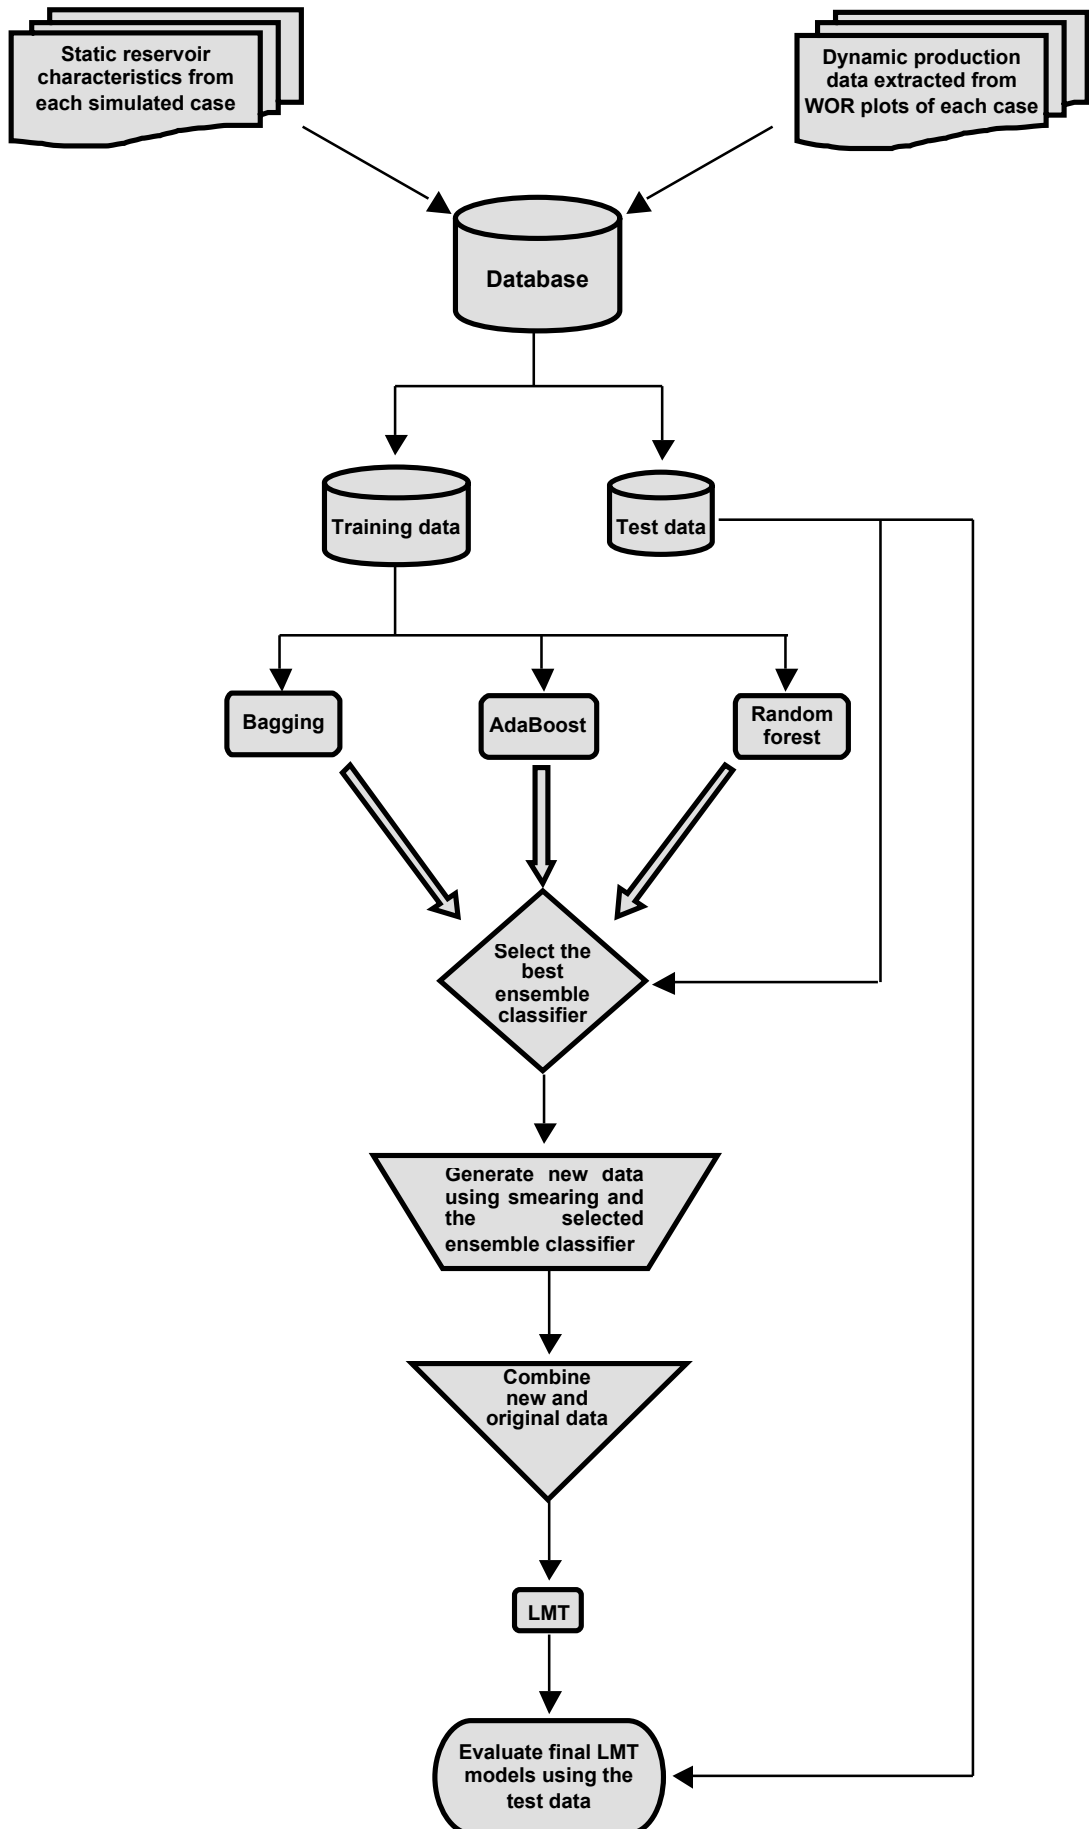 Static reservoir
characteristics from
each simulated case
Dynamic production
data extracted from
WOR plots of each case
Database
Training data
Test data
Bagging
AdaBoost
Random
forest
Select the
best
ensemble
classifier
Generate new data
using smearing and
the selected
ensemble classifier
Combine
new and
original data
LMT
Evaluate final LMT
models using the
test data